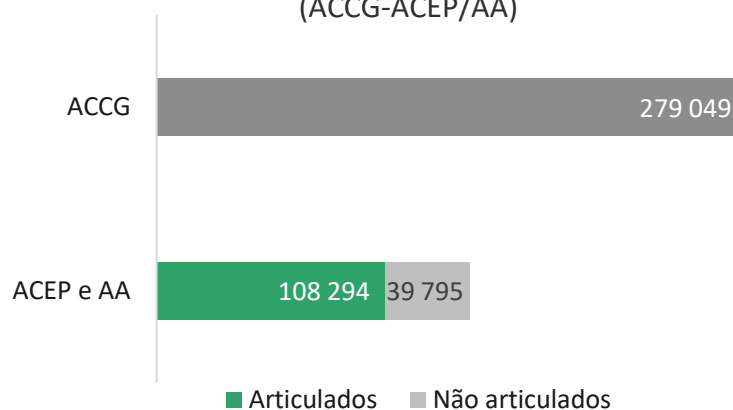 (ACCG-ACEP/AA)
ACCG
279 049
ACEP e AA
108 294
39 795
Articulados
Não articulados